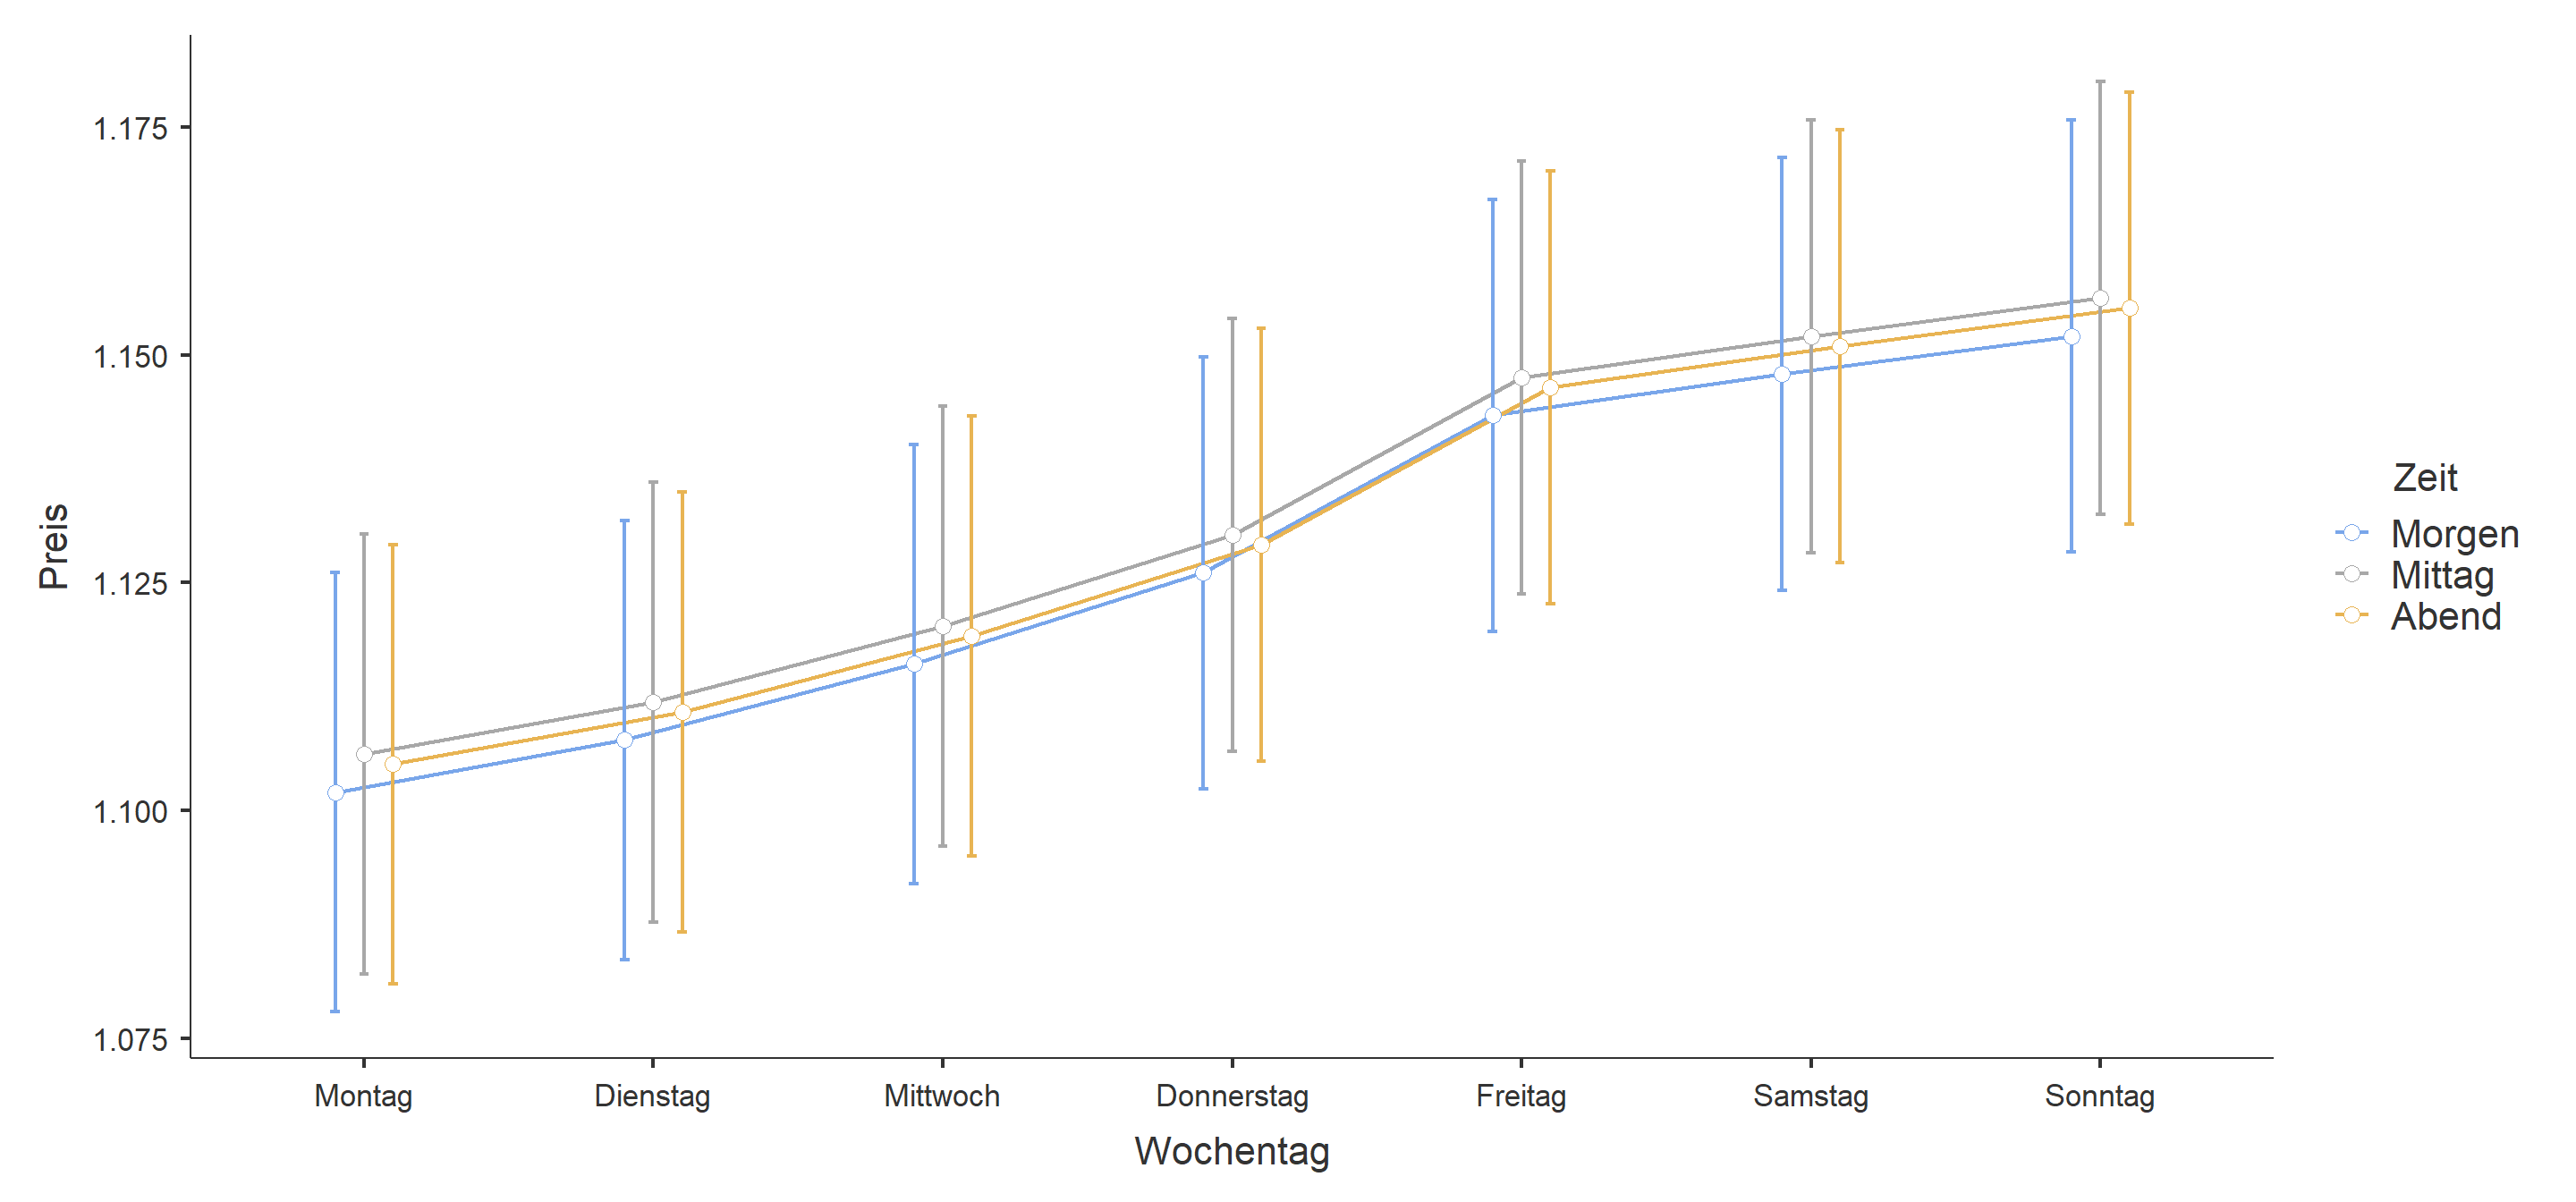 1.175
1.150
1.125
1.100
1.075
Preis
Montag Dienstag Mittwoch Donnerstag Freitag Samstag Sonntag
Wochentag
Zeit
Morgen
Mittag
Abend